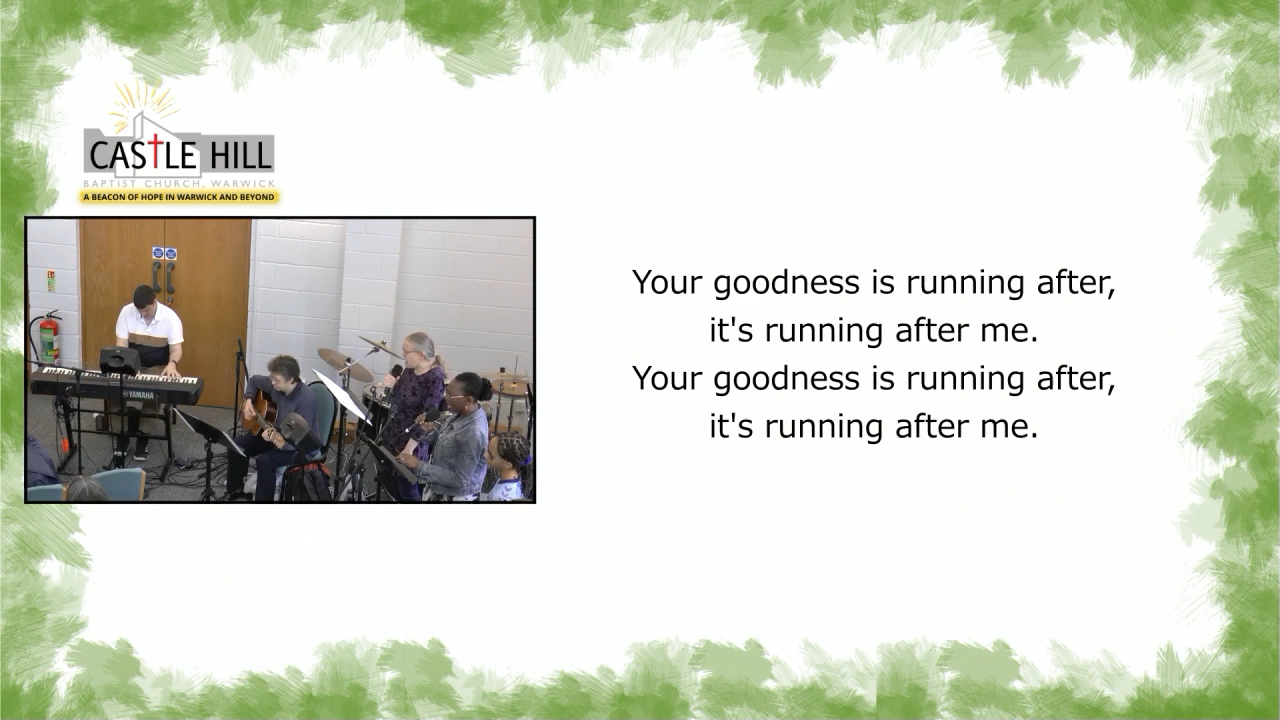 CASTLE HILL
BAPTIST CHURCH, WARWICK
A BEACON OF HOPE IN WARWICK AND BEYOND
YAMAHA
Your goodness is running after,
it's running after me.
Your goodness is running after,
it's running after me.